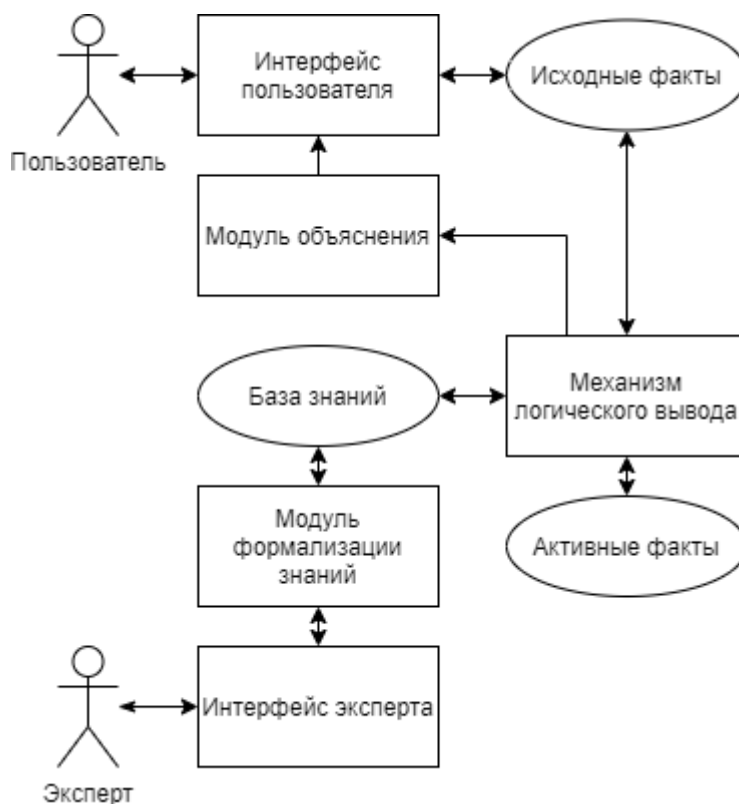 Интерфейс
пользователя
Исходные факты
Пользователь
Модуль объяснения
Механизм
логического вывода
База знаний
Модуль
формализации
знаний
Активные факты
Интерфейс эксперта
Эксперт